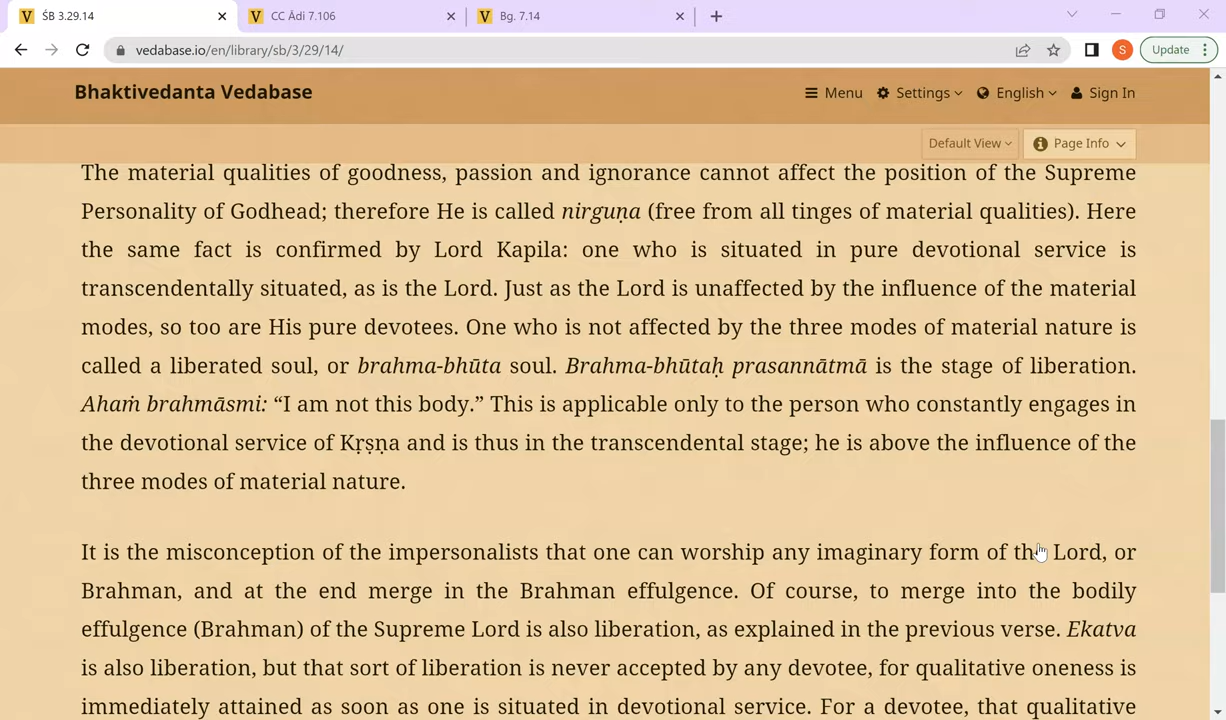 ŚB 3.29.14
CC Ādi 7.106
Bg. 7.14
vedabase.io/en/library/sb/3/29/14/
S
Update
Bhaktivedanta Vedabase
Menu
Settings
English
Sign In
Default View
Page Info
The material qualities of goodness, passion and ignorance cannot affect the position of the Supreme
Personality of Godhead; therefore He is called nirguṇa (free from all tinges of material qualities). Here
the same fact is confirmed by Lord Kapila: one who is situated in pure devotional service is
transcendentally situated, as is the Lord. Just as the Lord is unaffected by the influence of the material
modes, so too are His pure devotees. One who is not affected by the three modes of material nature is
called a liberated soul, or brahma-bhūta soul. Brahma-bhūtaḥ prasannātmā is the stage of liberation.
Ahaṁ brahmāsmi: “I am not this body.” This is applicable only to the person who constantly engages in
the devotional service of Kṛṣṇa and is thus in the transcendental stage; he is above the influence of the
three modes of material nature.
It is the misconception of the impersonalists that one can worship any imaginary form of the Lord, or
Brahman, and at the end merge in the Brahman effulgence. Of course, to merge into the bodily
effulgence (Brahman) of the Supreme Lord is also liberation, as explained in the previous verse. Ekatva
is also liberation, but that sort of liberation is never accepted by any devotee, for qualitative oneness is
immediately attained as soon as one is situated in devotional service. For a devotee, that qualitative